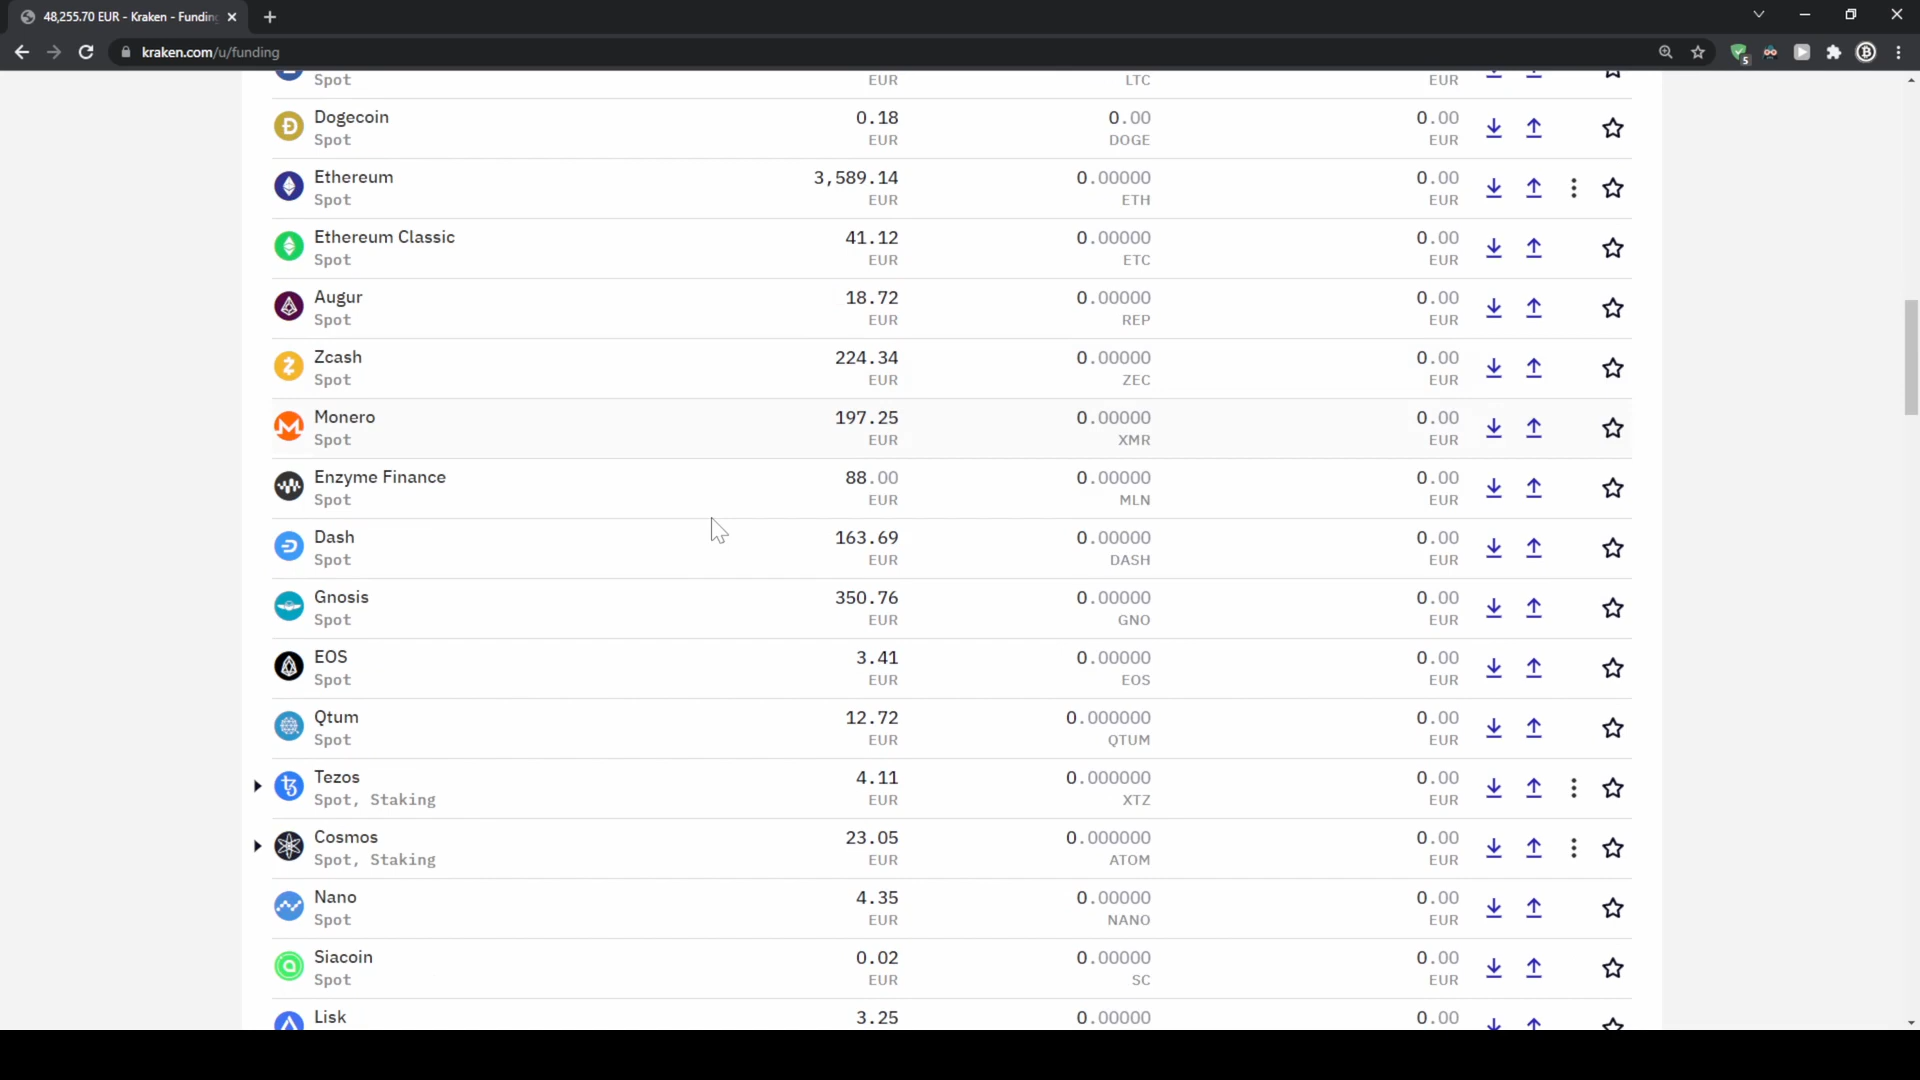 48,255.70 EUR - Kraken - Funding
kraken.com/u/funding
5
Spot EUR LTC EUR
Dogecoin 0.18 0.00 0.00
Spot EUR DOGE EUR
Ethereum 3,589.14 0.00000 0.00
Spot EUR ETH EUR
Ethereum Classic 41.12 0.00000 0.00
Spot EUR ETC EUR
Augur 18.72 0.00000 0.00
Spot EUR REP EUR
Zcash 224.34 0.00000 0.00
Spot EUR ZEC EUR
Monero 197.25 0.00000 0.00
Spot EUR XMR EUR
Enzyme Finance 88.00 0.00000 0.00
Spot EUR MLN EUR
Dash 163.69 0.00000 0.00
Spot EUR DASH EUR
Gnosis 350.76 0.00000 0.00
Spot EUR GNO EUR
EOS 3.41 0.00000 0.00
Spot EUR EOS EUR
Qtum 12.72 0.000000 0.00
Spot EUR QTUM EUR
Tezos 4.11 0.000000 0.00
Spot, Staking EUR XTZ EUR
Cosmos 23.05 0.000000 0.00
Spot, Staking EUR ATOM EUR
Nano 4.35 0.00000 0.00
Spot EUR NANO EUR
Siacoin 0.02 0.00000 0.00
Spot EUR SC EUR
Lisk 3.25 0.00000 0.00